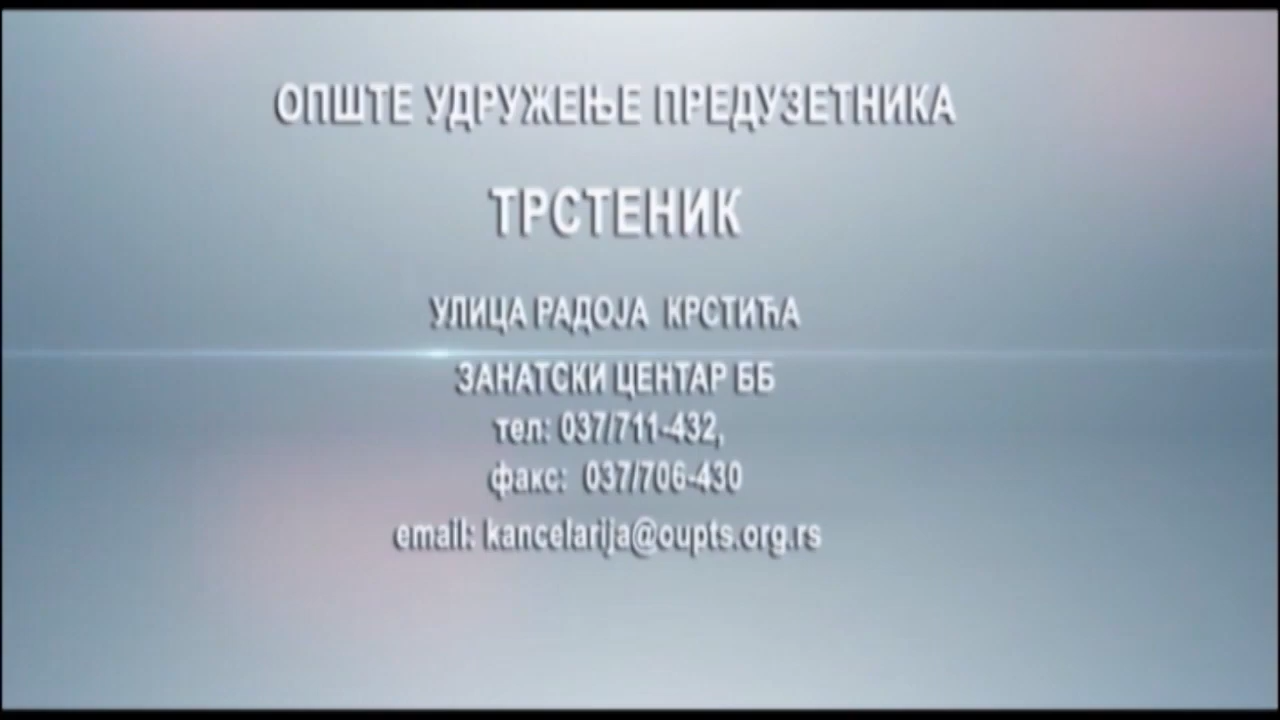 ОПШТЕ УДРУЖЕЊЕ ПРЕДУЗЕТНИКА
ТРСТЕНИК
УЛИЦА РАДОЈА КРСТИЋА
ЗАНАТСКИ ЦЕНТАР ББ
тел: 037/711-432,
факс: 037/706-430
email: kancelarija@oupts.org.rs